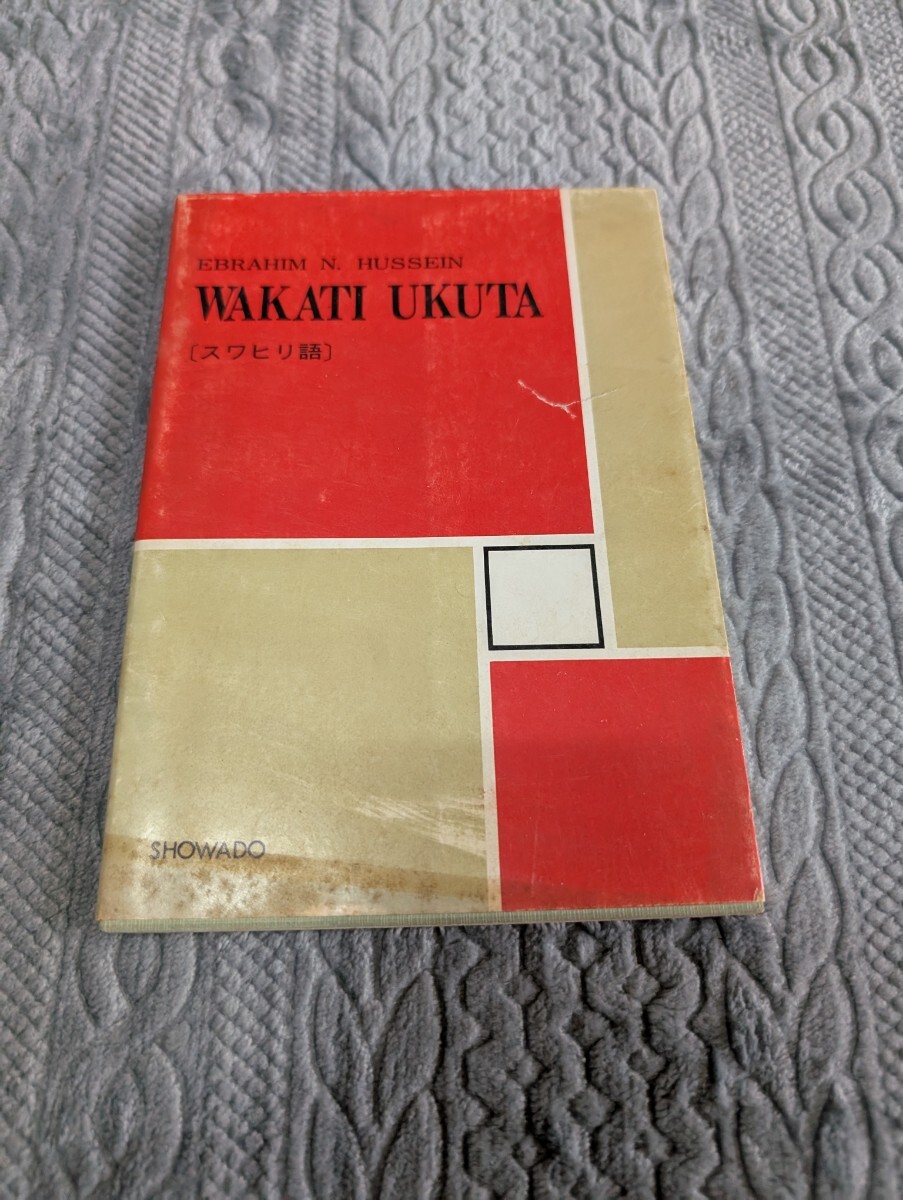 EBRAHIM N. HUSSEIN
WAKATI UKUTA
〔スワヒリ語〕
SHOWADO